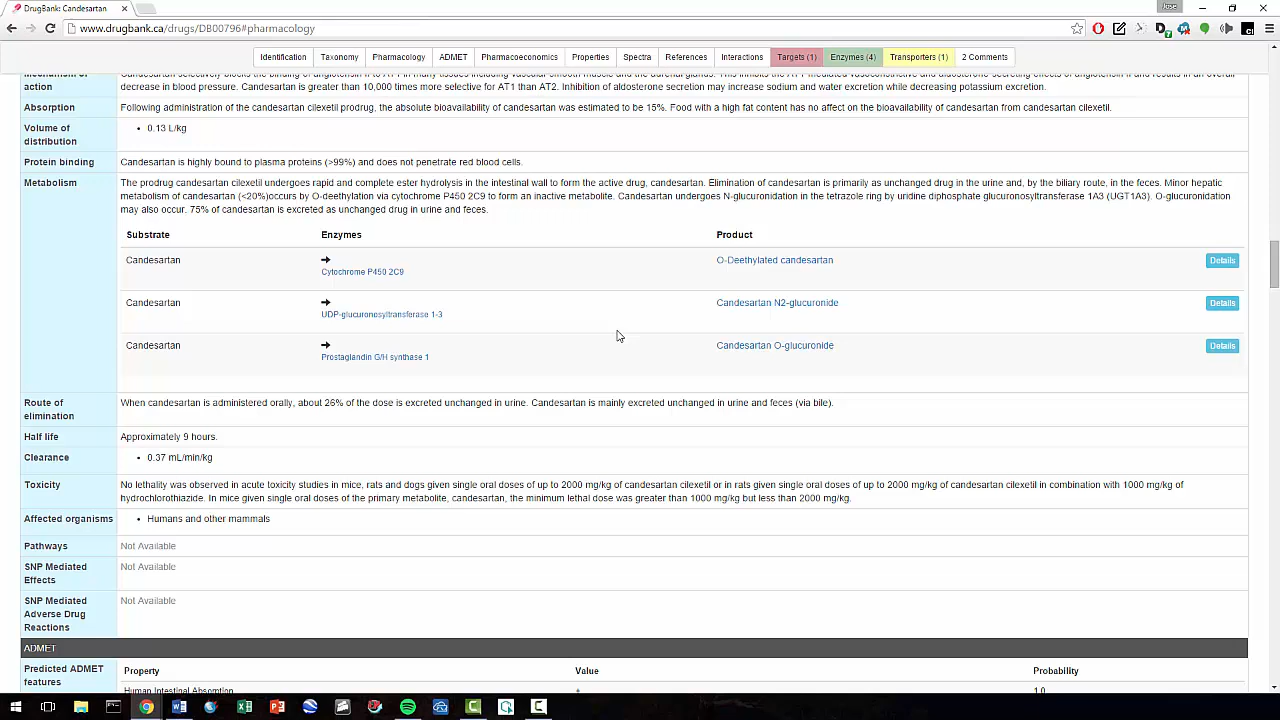 DrugBank: Candesartan
Jose
www.drugbank.ca/drugs/DB00796#pharmacology
Identification Taxonomy Pharmacology ADMET Pharmacoeconomics Properties Spectra References Interactions Targets (1) Enzymes (4) Transporters (1) 2 Comments
action
decrease in blood pressure. Candesartan is greater than 10,000 times more selective for AT1 than AT2. Inhibition of aldosterone secretion may increase sodium and water excretion while decreasing potassium excretion.
Absorption
Following administration of the candesartan cilexetil prodrug, the absolute bioavailability of candesartan was estimated to be 15%. Food with a high fat content has no affect on the bioavailability of candesartan from candesartan cilexetil.
Volume of
distribution
• 0.13 L/kg
Protein binding
Candesartan is highly bound to plasma proteins (>99%) and does not penetrate red blood cells.
Metabolism
The prodrug candesartan cilexetil undergoes rapid and complete ester hydrolysis in the intestinal wall to form the active drug, candesartan. Elimination of candesartan is primarily as unchanged drug in the urine and, by the biliary route, in the feces. Minor hepatic
metabolism of candesartan (<20%)occurs by O-deethylation via cytochrome P450 2C9 to form an inactive metabolite. Candesartan undergoes N-glucuronidation in the tetrazole ring by uridine diphosphate glucuronosyltransferase 1A3 (UGT1A3). O-glucuronidation
may also occur. 75% of candesartan is excreted as unchanged drug in urine and feces.
Substrate Enzymes Product
Candesartan ➔ O-Deethylated candesartan Details
Cytochrome P450 2C9
Candesartan ➔ Candesartan N2-glucuronide Details
UDP-glucuronosyltransferase 1-3
Candesartan ➔ Candesartan O-glucuronide Details
Prostaglandin G/H synthase 1
Route of
elimination
When candesartan is administered orally, about 26% of the dose is excreted unchanged in urine. Candesartan is mainly excreted unchanged in urine and feces (via bile).
Half life
Approximately 9 hours.
Clearance
• 0.37 mL/min/kg
Toxicity
No lethality was observed in acute toxicity studies in mice, rats and dogs given single oral doses of up to 2000 mg/kg of candesartan cilexetil or in rats given single oral doses of up to 2000 mg/kg of candesartan cilexetil in combination with 1000 mg/kg of
hydrochlorothiazide. In mice given single oral doses of the primary metabolite, candesartan, the minimum lethal dose was greater than 1000 mg/kg but less than 2000 mg/kg.
Affected organisms
• Humans and other mammals
Pathways
Not Available
SNP Mediated
Effects
Not Available
SNP Mediated
Adverse Drug
Reactions
Not Available
ADMET
Predicted ADMET
features
Property Value Probability
Human Intestinal Absorption + 1.0